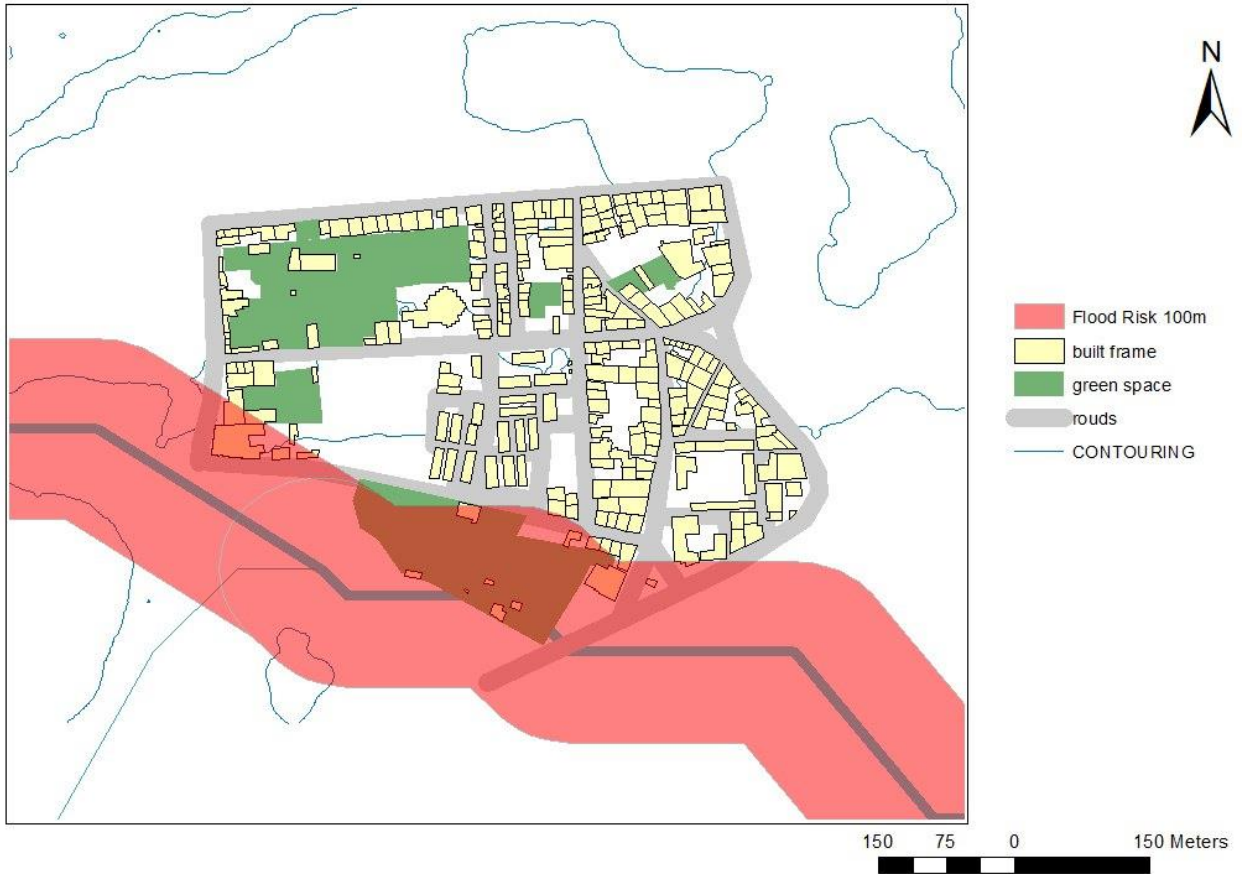 N
Flood Risk 100m
built frame
green space
rouds
CONTOURING
150 75 0 150 Meters